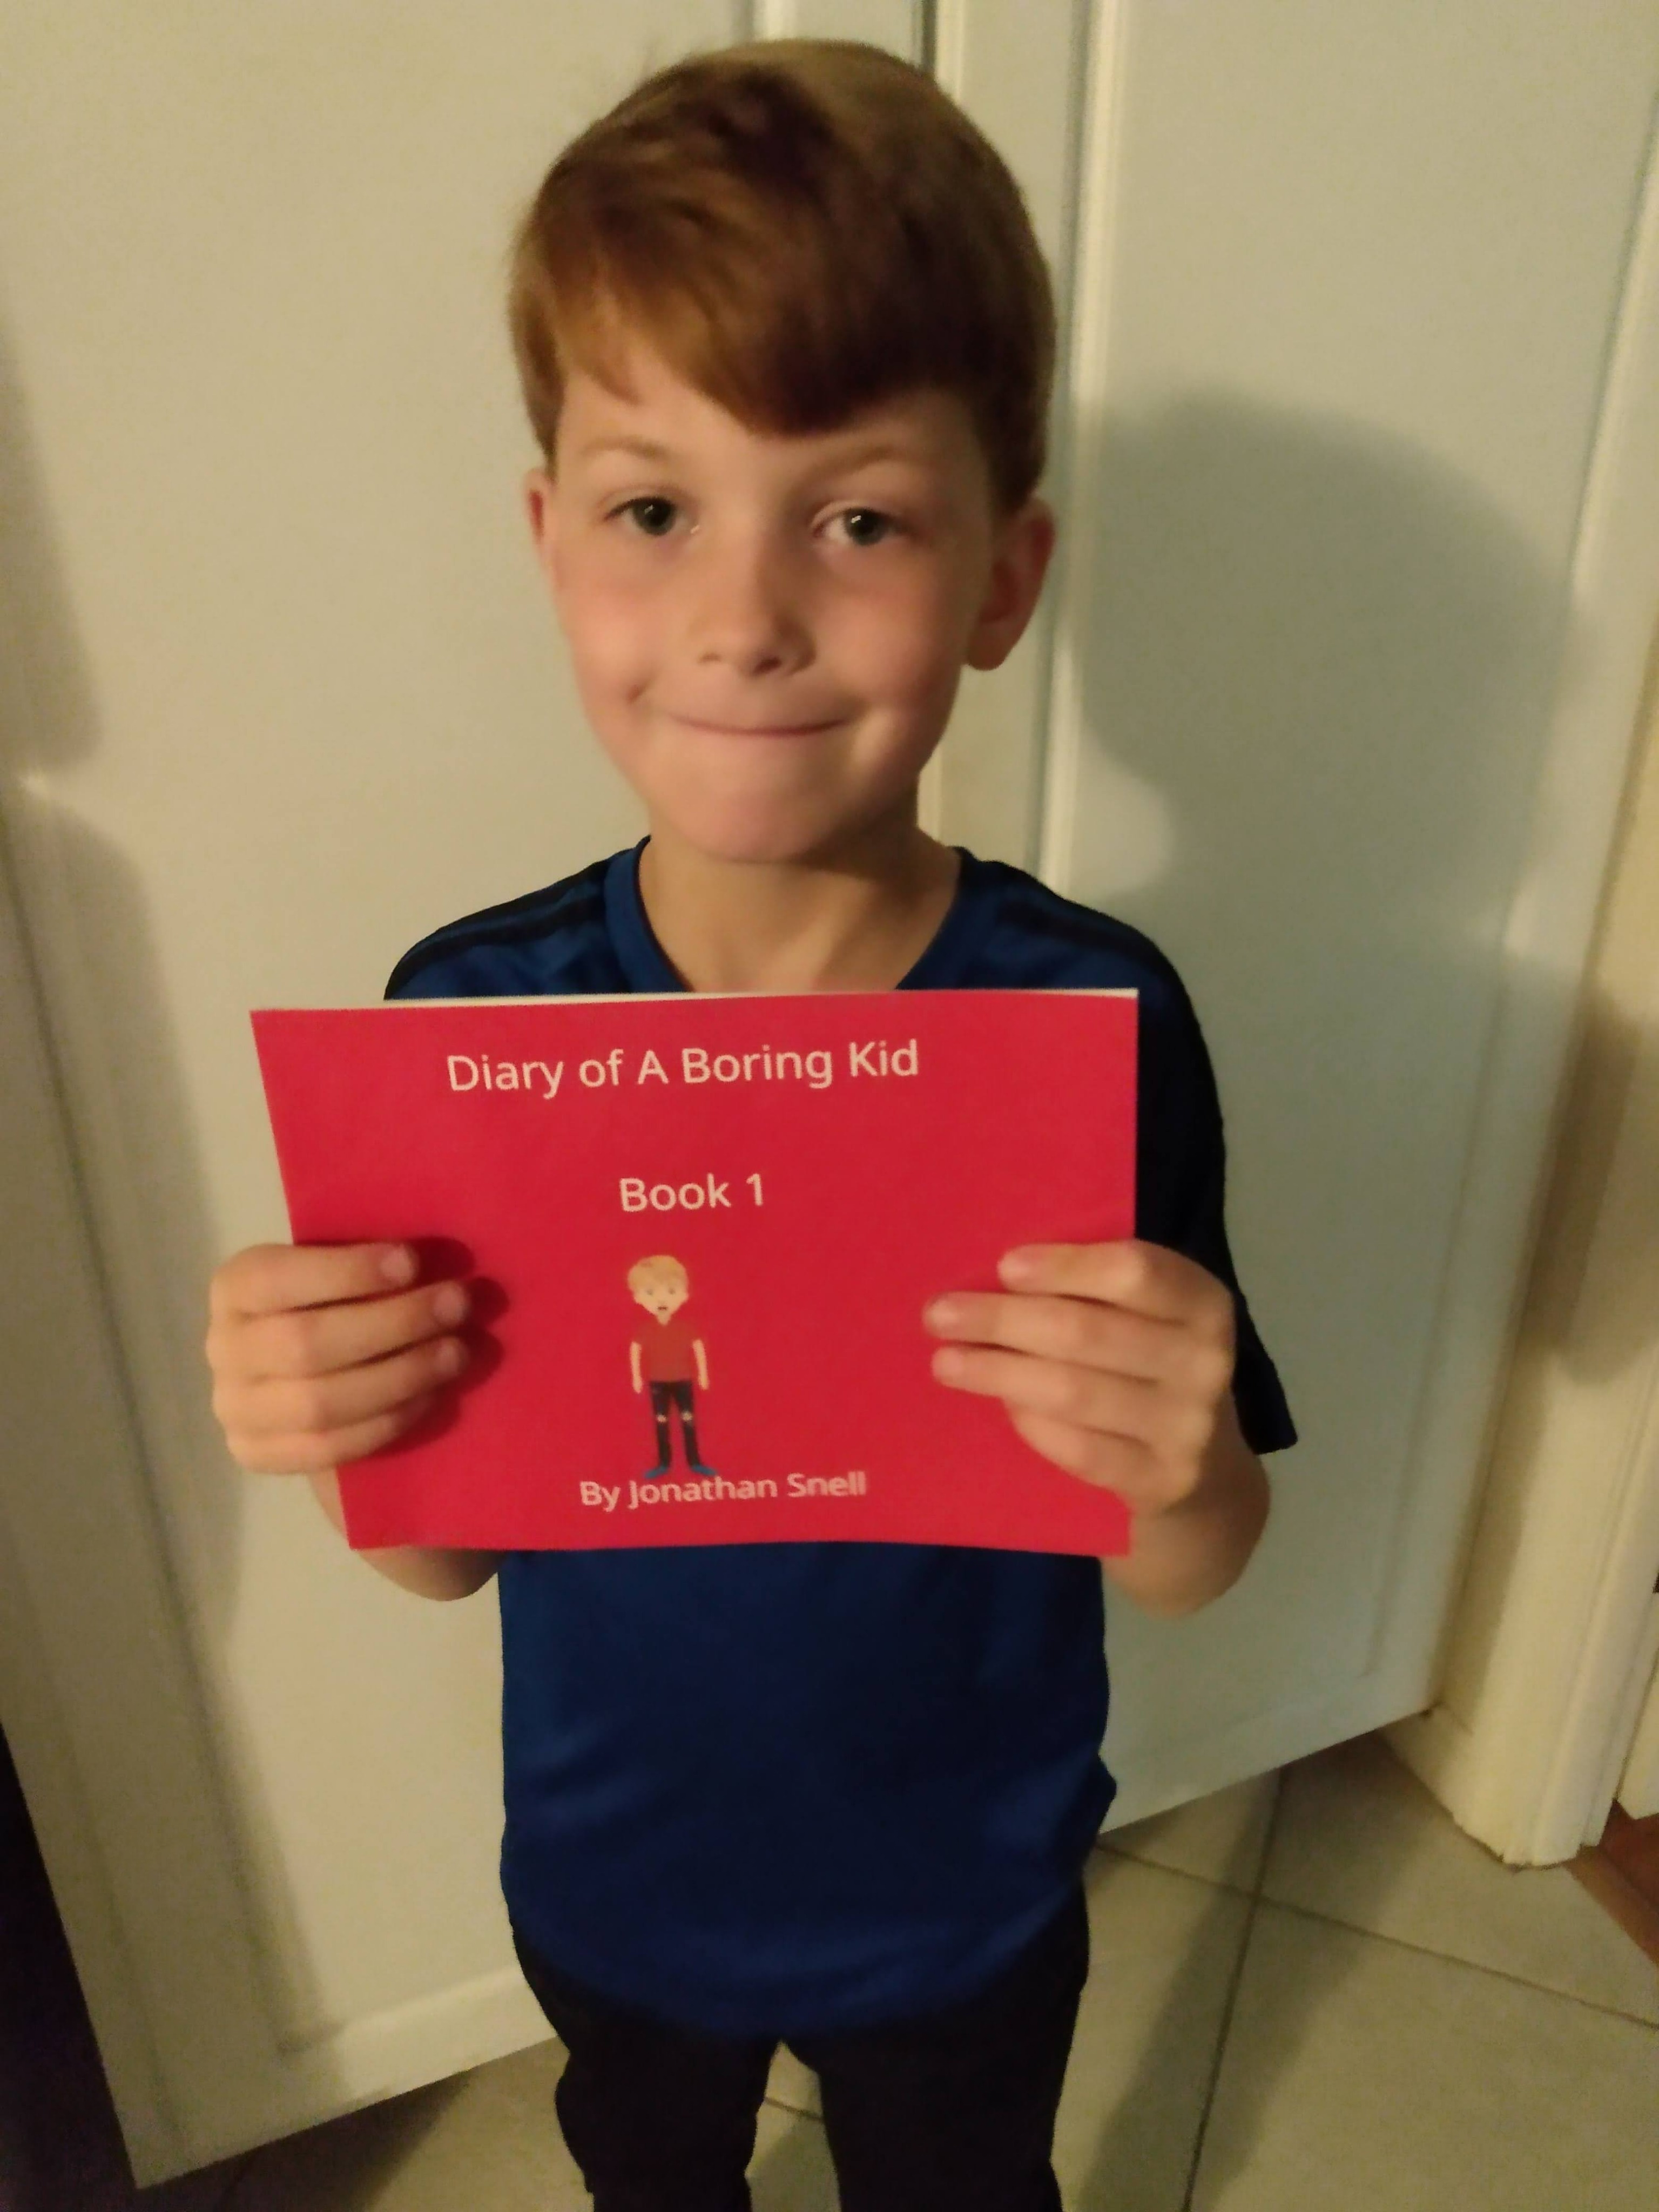 Diary of A Boring Kid
Book 1
By Jonathan Snell